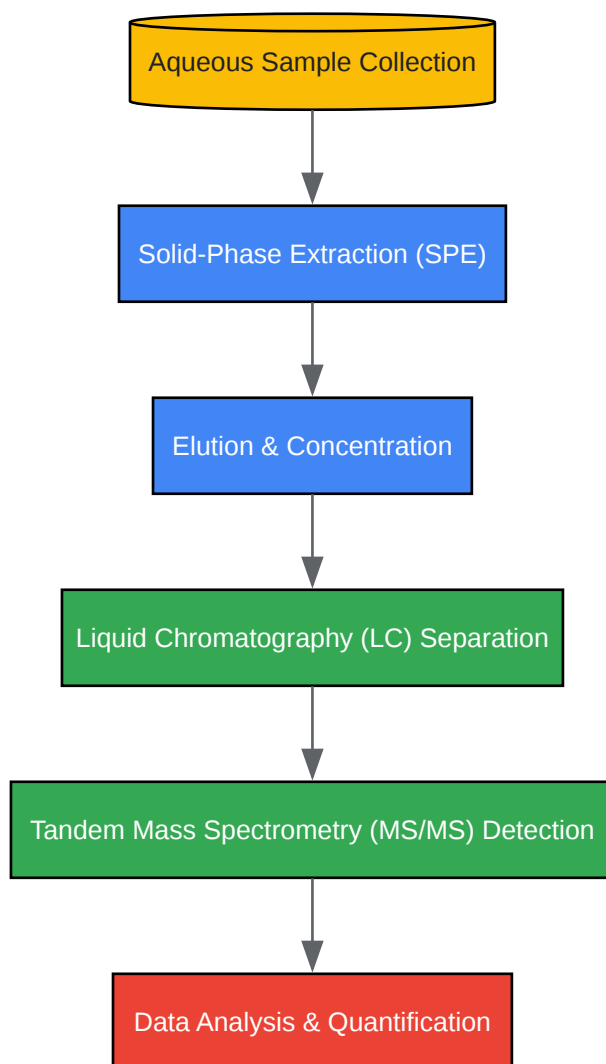 Aqueous Sample Collection
Solid-Phase Extraction (SPE)
Elution & Concentration
Liquid Chromatography (LC) Separation
Tandem Mass Spectrometry (MS/MS) Detection
Data Analysis & Quantification